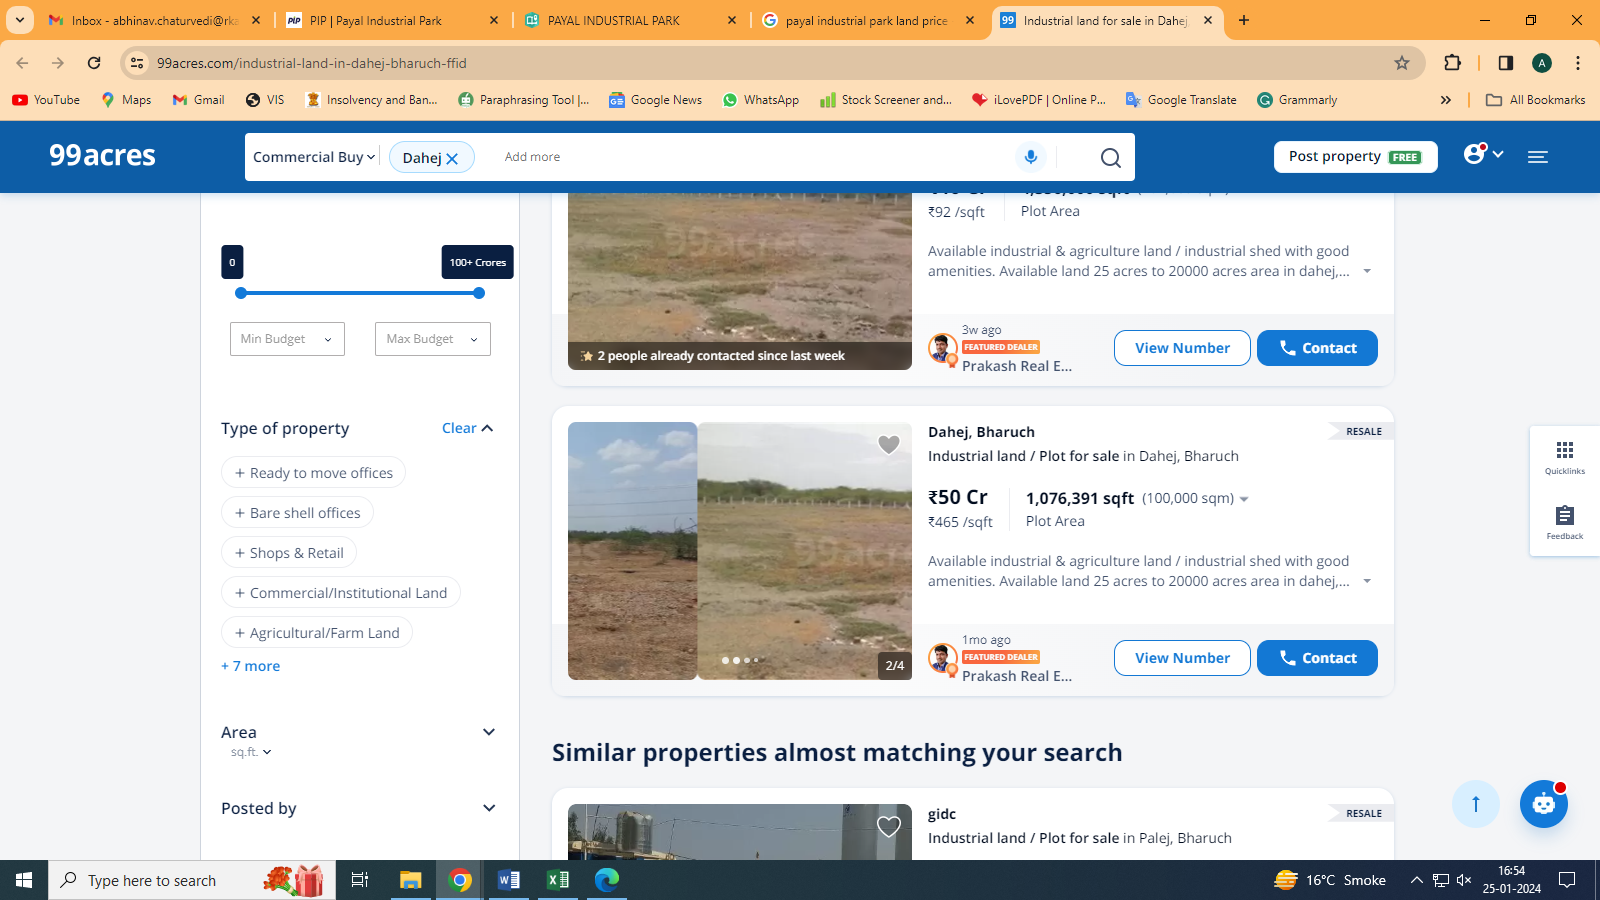 Inbox - abhinav.chaturvedi@rka
PIP | Payal Industrial Park
PAYAL INDUSTRIAL PARK
payal industrial park land price
Industrial land for sale in Dahej,
99acres.com/industrial-land-in-dahej-bharuch-ffid
A
YouTube
Maps
Gmail
VIS
Insolvency and Ban...
Paraphrasing Tool |...
Google News
WhatsApp
Stock Screener and...
iLovePDF | Online P...
Google Translate
Grammarly
All Bookmarks
99acres
Commercial Buy
Dahej
Add more
Post property FREE
0
100+ Crores
Min Budget
Max Budget
Type of property
Clear
+ Ready to move offices
+ Bare shell offices
+ Shops & Retail
+ Commercial/Institutional Land
+ Agricultural/Farm Land
+ 7 more
Area
sq.ft.
Posted by
₹92 /sqft
Plot Area
Available industrial & agriculture land / industrial shed with good
amenities. Available land 25 acres to 20000 acres area in dahej,...
2 people already contacted since last week
3w ago
FEATURED DEALER
Prakash Real E...
View Number
Contact
Dahej, Bharuch
RESALE
Industrial land / Plot for sale in Dahej, Bharuch
₹50 Cr
1,076,391 sqft (100,000 sqm)
₹465 /sqft
Plot Area
Available industrial & agriculture land / industrial shed with good
amenities. Available land 25 acres to 20000 acres area in dahej,...
2/4
1mo ago
FEATURED DEALER
Prakash Real E...
View Number
Contact
Quicklinks
Feedback
Similar properties almost matching your search
gidc
RESALE
Industrial land / Plot for sale in Palej, Bharuch
Type here to search
16°C Smoke
16:54
25-01-2024